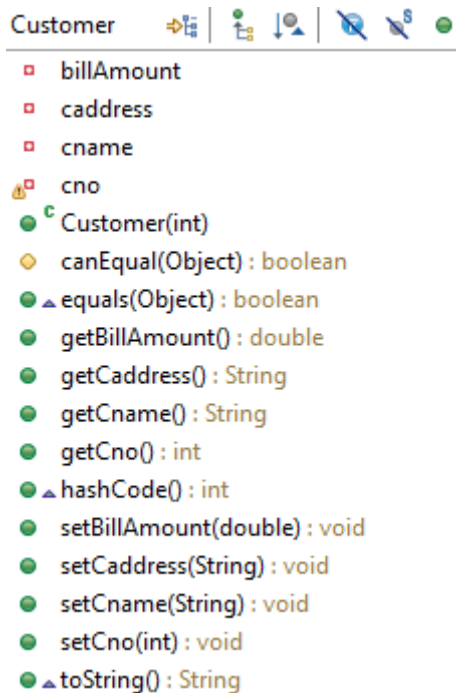 Customer
billAmount
caddress
cname
cno
Customer(int)
canEqual(Object) : boolean
equals(Object) : boolean
getBillAmount() : double
getCaddress() : String
getCname() : String
getCno() : int
hashCode() : int
setBillAmount(double) : void
setCaddress(String) : void
setCname(String) : void
setCno(int) : void
toString() : String